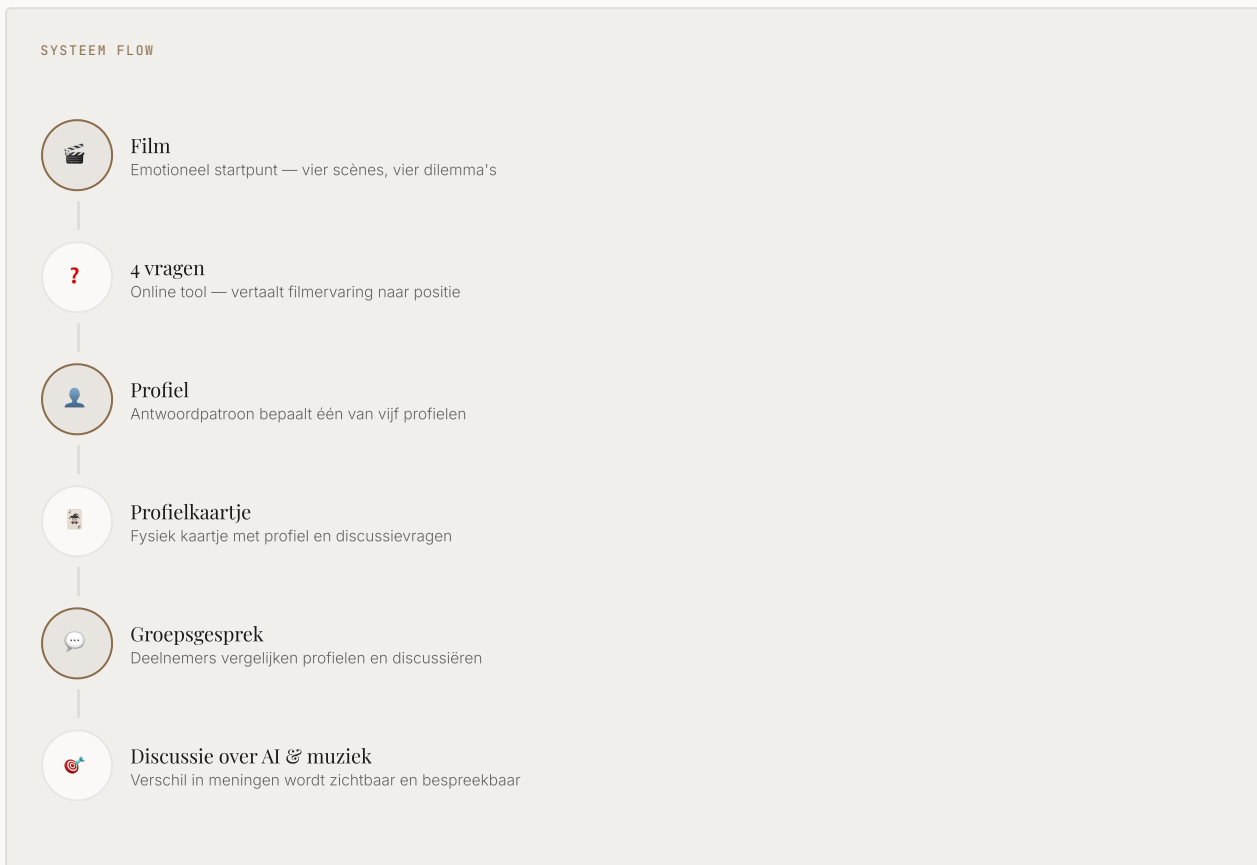 SYSTEEM FLOW
Film
Emotioneel startpunt — vier scènes, vier dilemma's
4 vragen
Online tool — vertaalt filmervaring naar positie
Profiel
Antwoordpatroon bepaalt één van vijf profielen
Profielkaartje
Fysiek kaartje met profiel en discussievragen
Groepsgesprek
Deelnemers vergelijken profielen en discussiëren
Discussie over AI & muziek
Verschil in meningen wordt zichtbaar en bespreekbaar